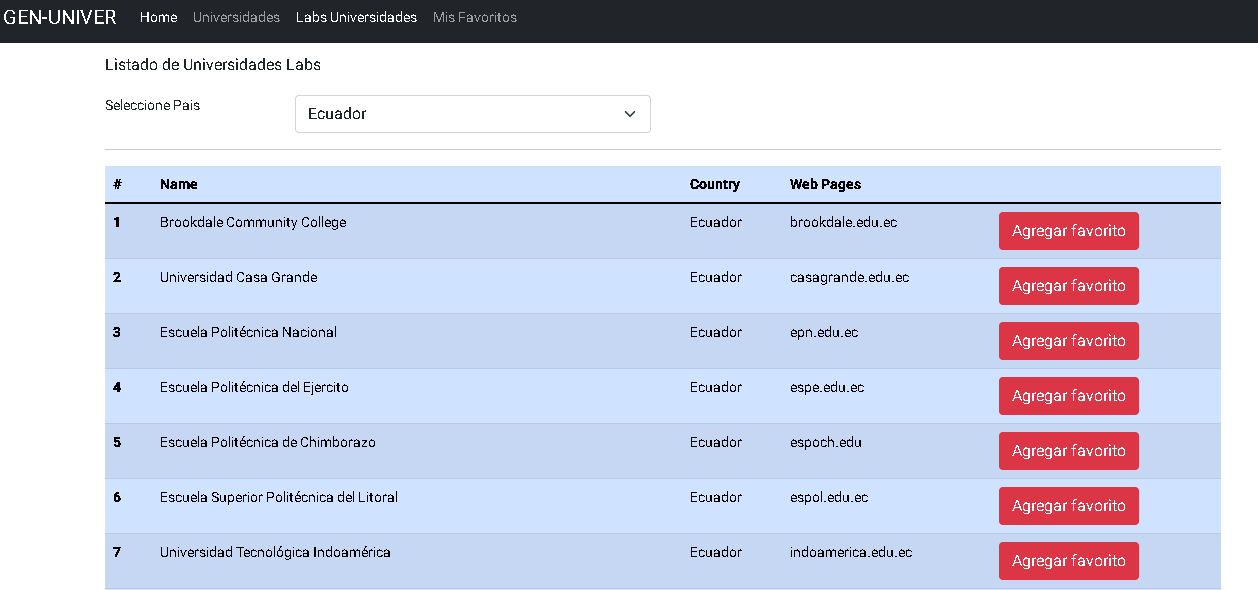 GEN-UNIVER Home Universidades Labs Universidades Mis Favoritos
Listado de Universidades Labs
Seleccione Pais Ecuador
# Name Country Web Pages
1 Brookdale Community College Ecuador brookdale.edu.ec Agregar favorito
2 Universidad Casa Grande Ecuador casagrande.edu.ec Agregar favorito
3 Escuela Politécnica Nacional Ecuador epn.edu.ec Agregar favorito
4 Escuela Politécnica del Ejercito Ecuador espe.edu.ec Agregar favorito
5 Escuela Politécnica de Chimborazo Ecuador espoch.edu Agregar favorito
6 Escuela Superior Politécnica del Litoral Ecuador espol.edu.ec Agregar favorito
7 Universidad Tecnológica Indoamérica Ecuador indoamerica.edu.ec Agregar favorito